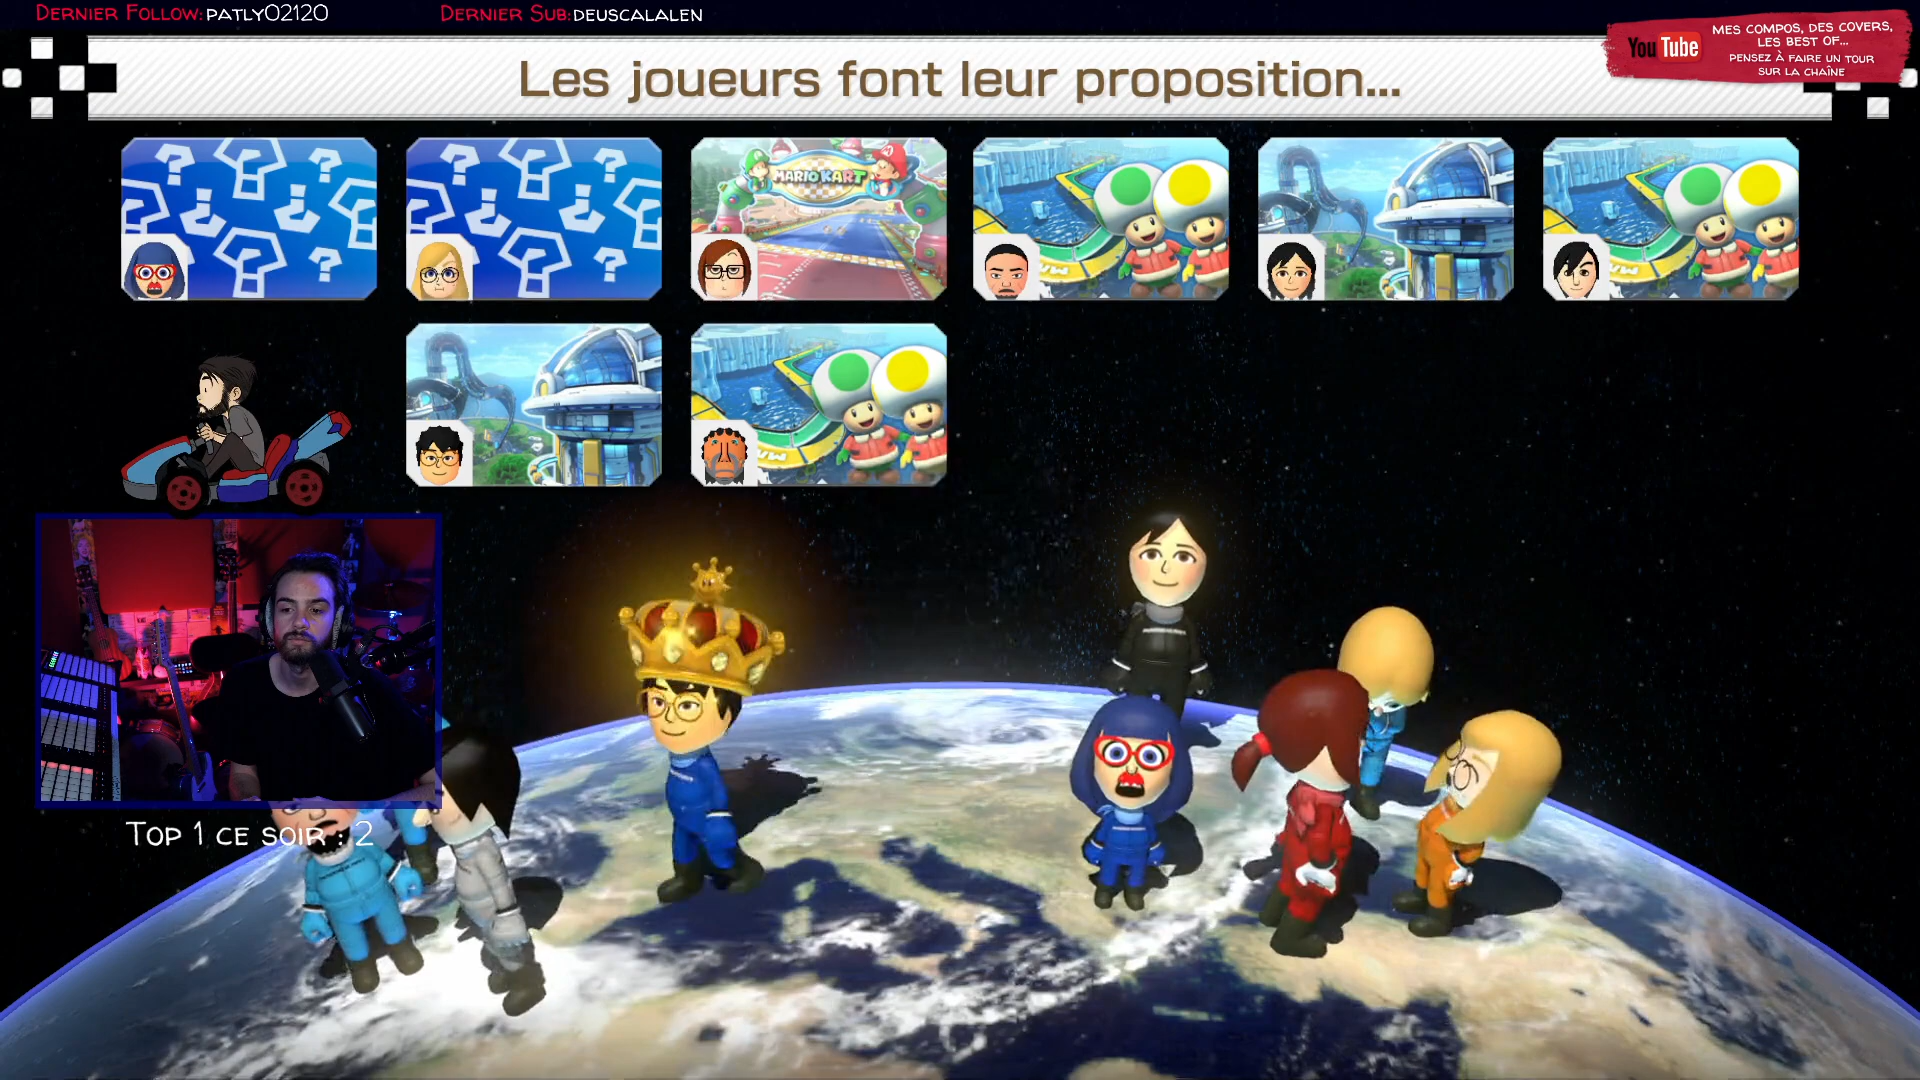 Dernier Follow: patly02120
Dernier Sub: deuscalalen
YouTube
Mes compos, des covers,
les best of...
pensez à faire un tour
sur la chaîne
Les joueurs font leur proposition...
MARIO KART
Top 1 ce soir : 2